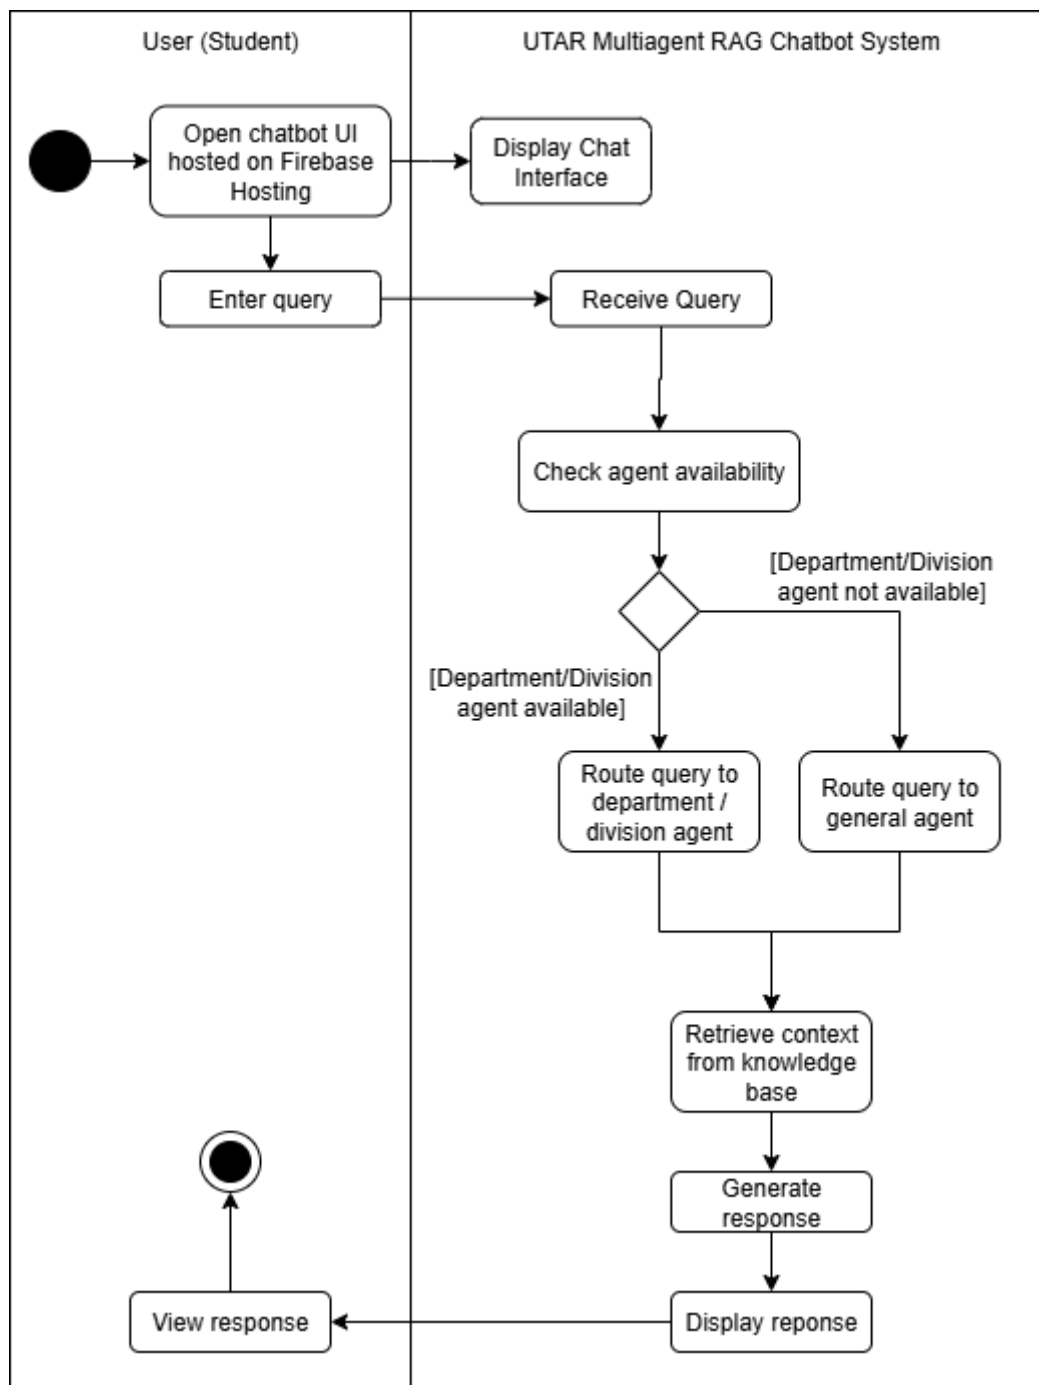 User (Student)
UTAR Multiagent RAG Chatbot System
Open chatbot UI
hosted on Firebase
Hosting
Display Chat
Interface
Enter query
Receive Query
Check agent availability
[Department/Division
agent not available]
[Department/Division
agent available]
Route query to
department /
division agent
Route query to
general agent
Retrieve context
from knowledge
base
Generate
response
View response
Display reponse